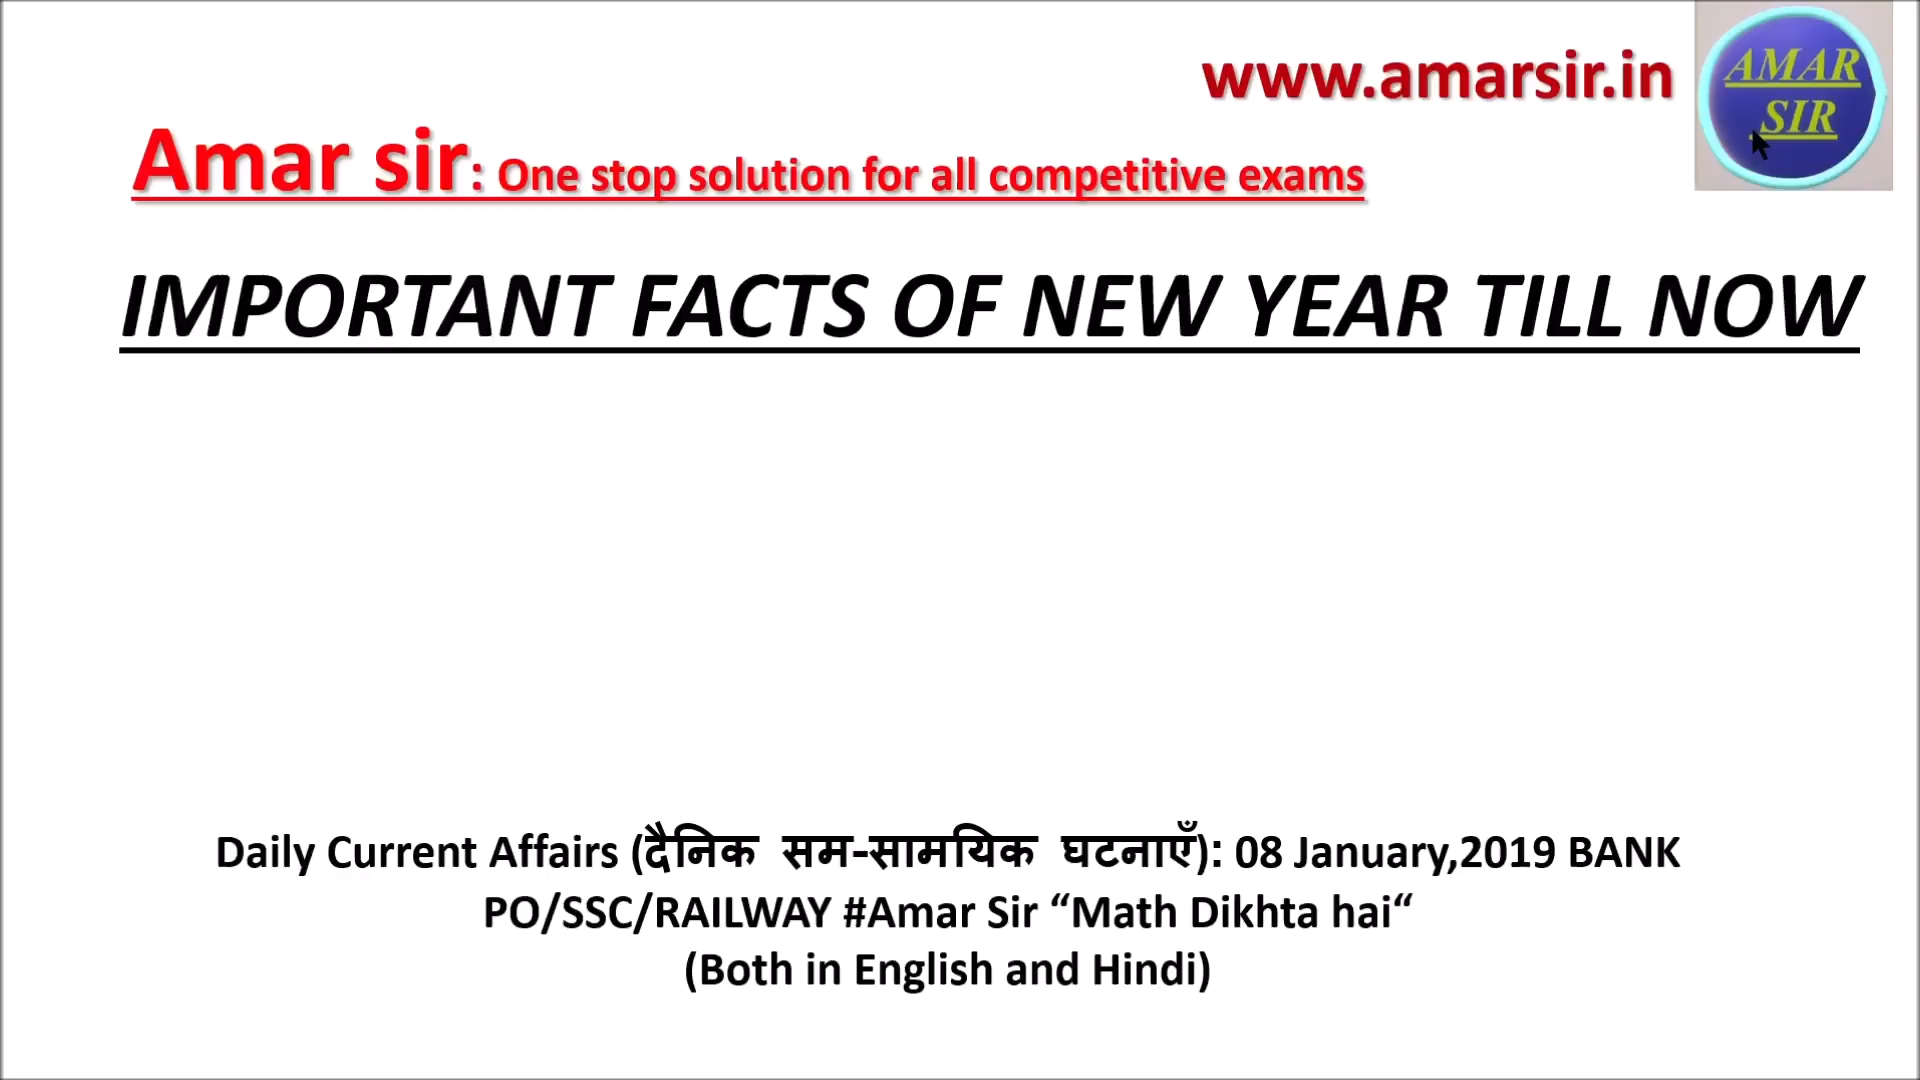 www.amarsir.in
AMAR
SIR
Amar sir: One stop solution for all competitive exams
IMPORTANT FACTS OF NEW YEAR TILL NOW
Daily Current Affairs (दैनिक सम-सामयिक घटनाएँ): 08 January,2019 BANK
PO/SSC/RAILWAY #Amar Sir “Math Dikhta hai“
(Both in English and Hindi)